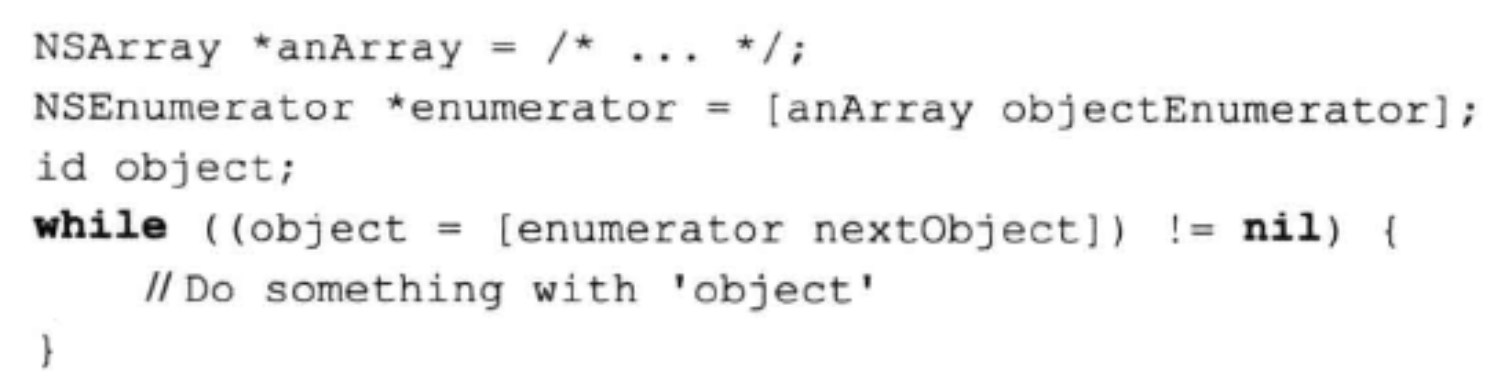 NSArray *anArray = /* ... */;
NSEnumerator *enumerator = [anArray objectEnumerator];
id object;
while ((object = [enumerator nextObject]) != nil) {
    // Do something with 'object'
}